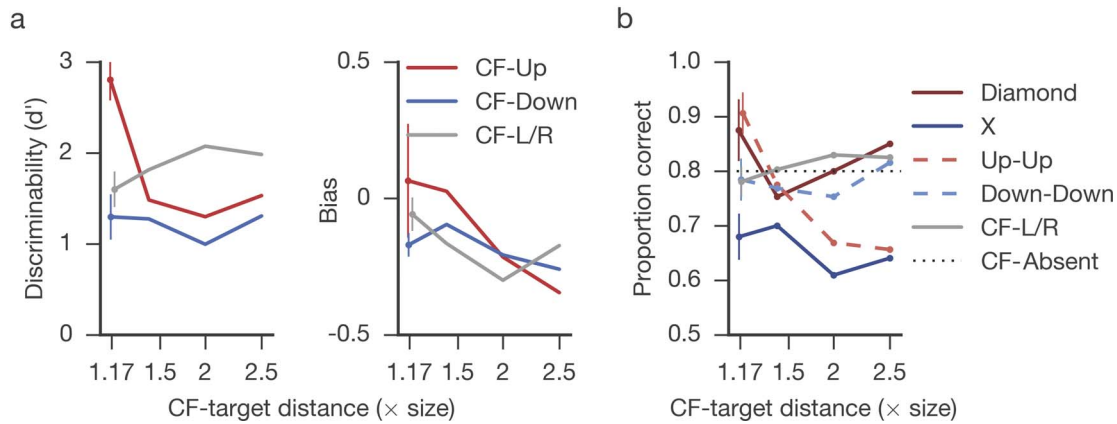 a
b
3
2
1
0
Discriminability (d')
1.17 1.5 2 2.5
0.5
0
-0.5
Bias
CF-Up
CF-Down
CF-L/R
1.17 1.5 2 2.5
CF-target distance (× size)
1.0
0.9
0.8
0.7
0.6
0.5
Proportion correct
Diamond
X
Up-Up
Down-Down
CF-L/R
CF-Absent
1.17 1.5 2 2.5
CF-target distance (× size)